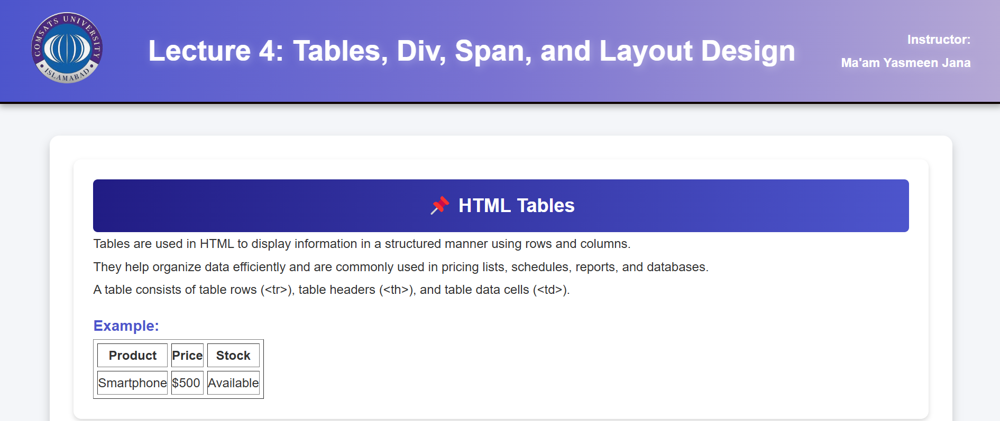 COMSATS UNIVERSITY
ISLAMABAD
Lecture 4: Tables, Div, Span, and Layout Design
Instructor:
Ma'am Yasmeen Jana
HTML Tables
Tables are used in HTML to display information in a structured manner using rows and columns.
They help organize data efficiently and are commonly used in pricing lists, schedules, reports, and databases.
A table consists of table rows (<tr>), table headers (<th>), and table data cells (<td>).
Example:
Product Price Stock
Smartphone $500 Available